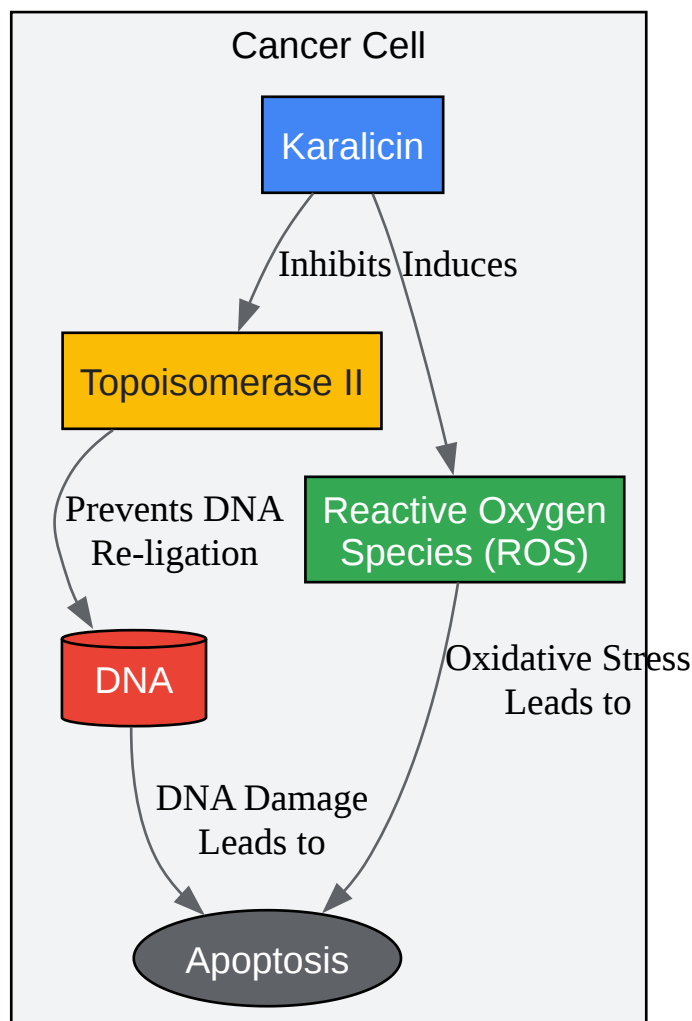 Cancer Cell
Karalicin
Inhibits
Induces
Topoisomerase II
Prevents DNA
Re-ligation
Reactive Oxygen
Species (ROS)
Oxidative Stress
Leads to
DNA
DNA Damage
Leads to
Apoptosis